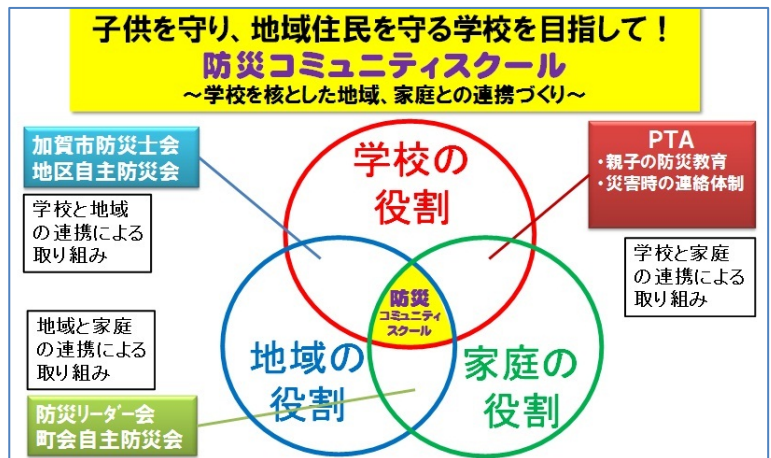 子供を守り、地域住民を守る学校を目指して！
防災コミュニティスクール
～学校を核とした地域、家庭との連携づくり～
加賀市防災士会
地区自主防災会
学校と地域
の連携による
取り組み
学校の
役割
PTA
・親子の防災教育
・災害時の連絡体制
学校と家庭
の連携による
取り組み
防災
コミュニティ
スクール
地域と家庭
の連携による
取り組み
防災リーダー会
町会自主防災会
地域の
役割
家庭の
役割